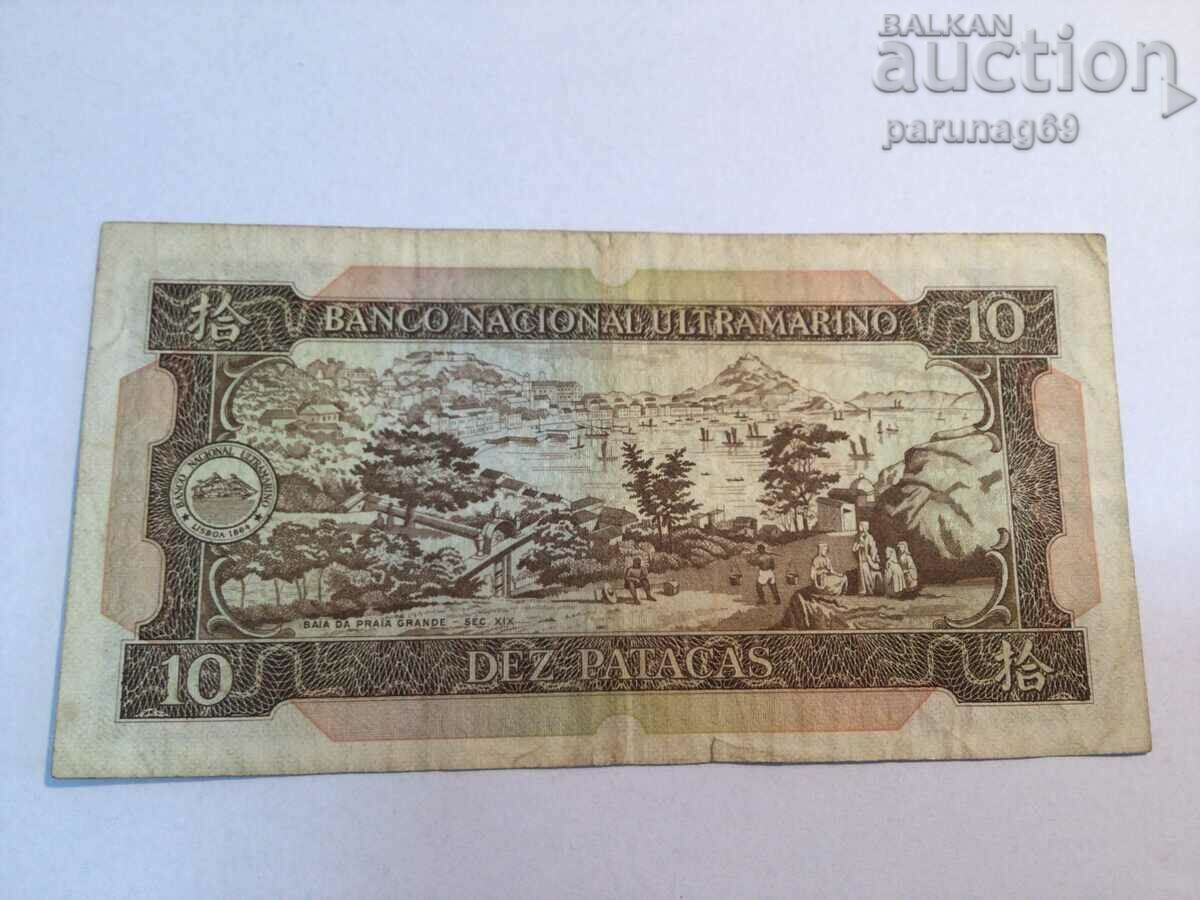 BALKAN
auction
parunag69
拾
BANCO NACIONAL ULTRAMARINO
10
BANCO NACIONAL ULTRAMARINO
LISBOA 1864
BAIA DA PRAIA GRANDE - SEC. XIX
10
DEZ PATACAS
拾